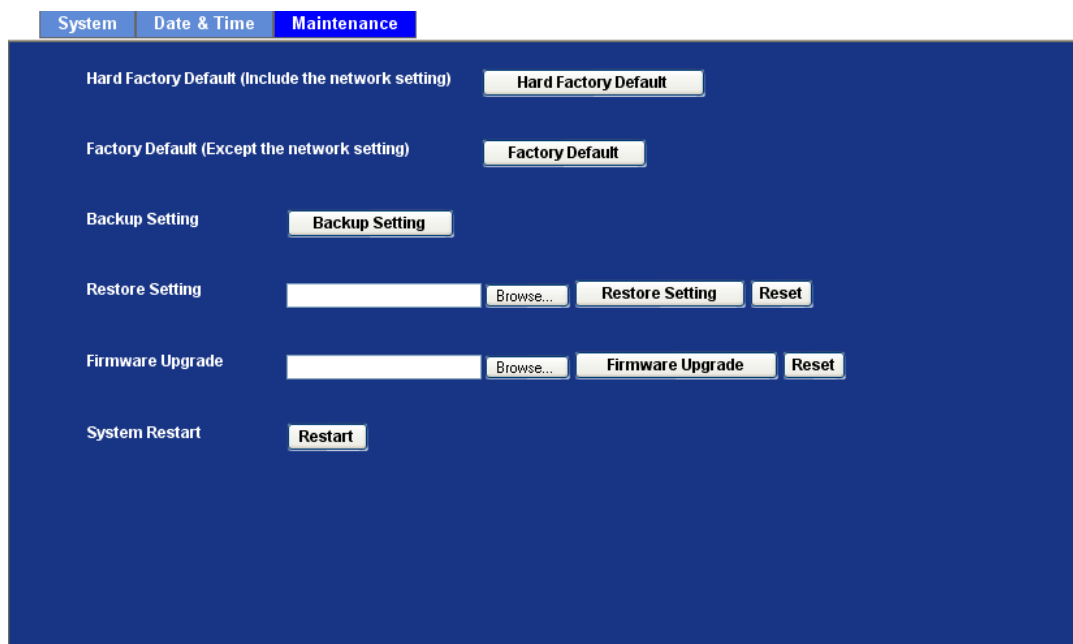 System Date & Time Maintenance
Hard Factory Default (Include the network setting) Hard Factory Default
Factory Default (Except the network setting) Factory Default
Backup Setting Backup Setting
Restore Setting Browse... Restore Setting Reset
Firmware Upgrade Browse... Firmware Upgrade Reset
System Restart Restart